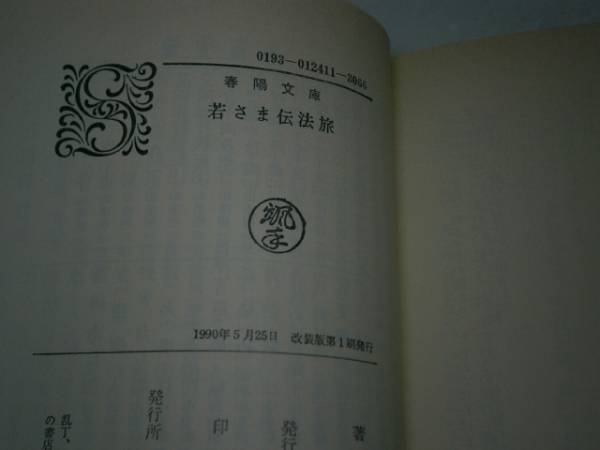 0193-012411-3066
春陽文庫
若さま伝法旅
1990年5月25日 改装版第1刷発行
著
発行
印
発行所
乱丁、
の書店